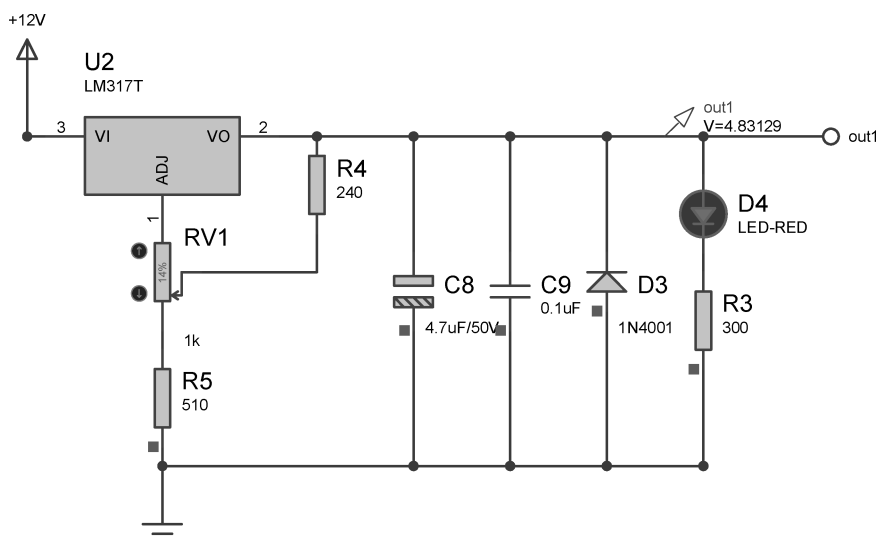 +12V
U2
LM317T
3
VI
VO
2
ADJ
1
out1
V=4.83129
out1
R4
240
RV1
14%
1k
D4
LED-RED
C8
4.7uF/50V
C9
0.1uF
D3
1N4001
R3
300
R5
510